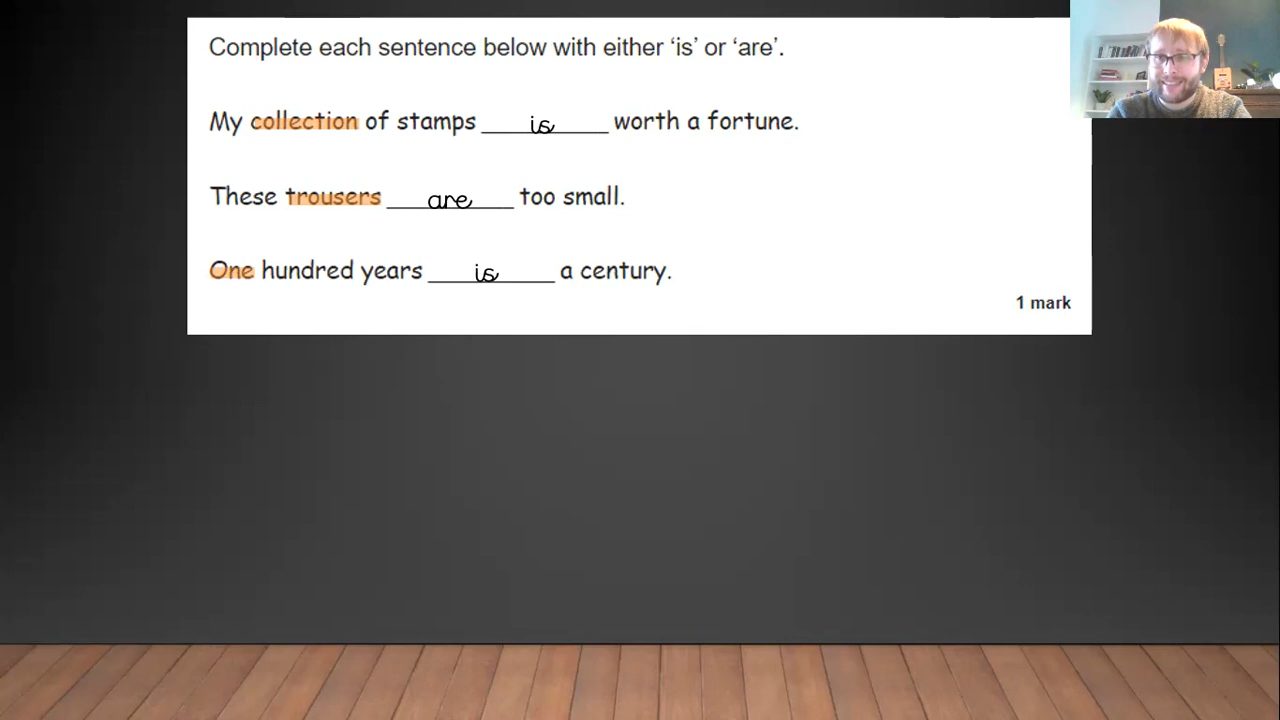 Complete each sentence below with either ‘is’ or ‘are’.
My collection of stamps is worth a fortune.
These trousers are too small.
One hundred years is a century.
1 mark